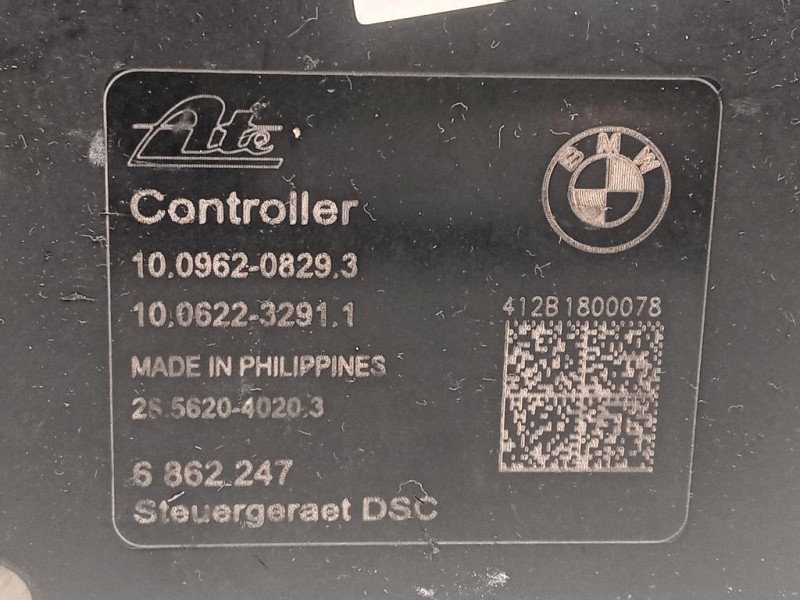 Ate
BMW
Controller
10.0962-0829.3
10.0622-3291.1
412B1800078
MADE IN PHILIPPINES
28.5620-4020.3
6 862 247
Steuergeraet DSC